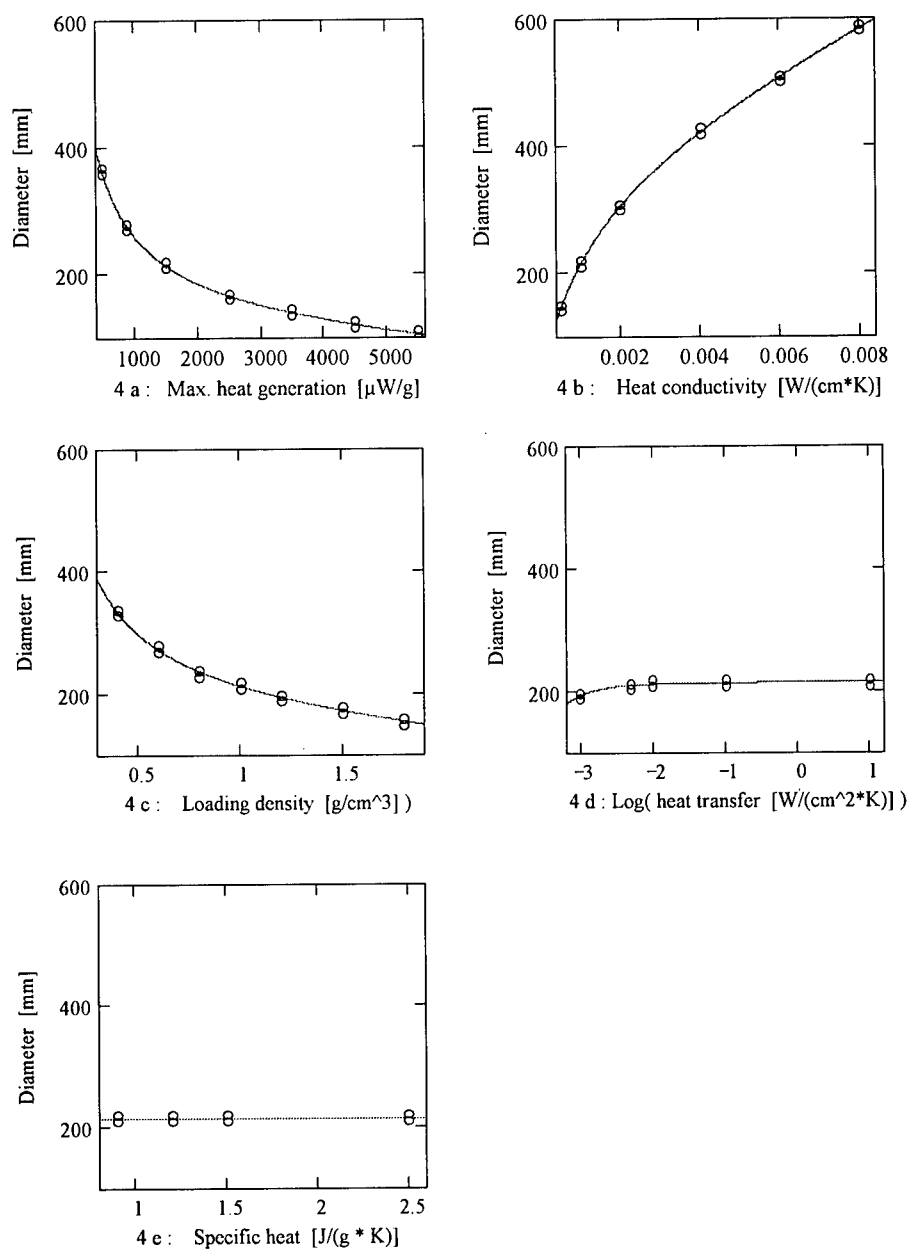 600
400
200
Diameter [mm]
1000 2000 3000 4000 5000
4 a : Max. heat generation [µW/g]
600
400
200
Diameter [mm]
0.002 0.004 0.006 0.008
4 b : Heat conductivity [W/(cm*K)]
600
400
200
Diameter [mm]
0.5 1 1.5
4 c : Loading density [g/cm^3] )
600
400
200
Diameter [mm]
−3 −2 −1 0 1
4 d : Log( heat transfer [W/(cm^2*K)] )
600
400
200
Diameter [mm]
1 1.5 2 2.5
4 e : Specific heat [J/(g * K)]